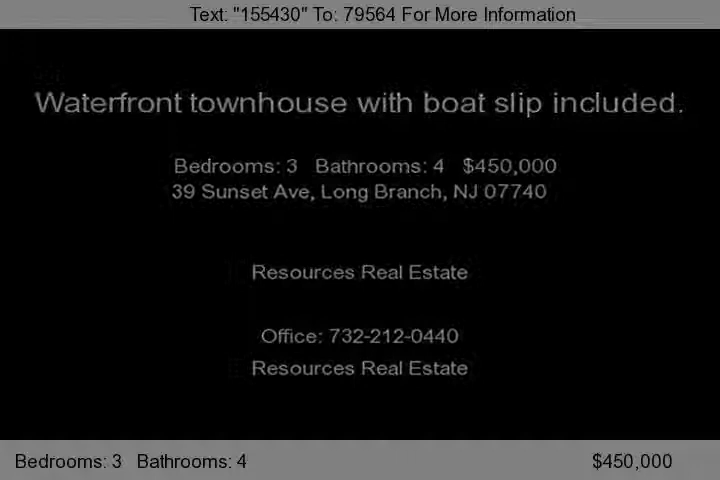 Text: "155430" To: 79564 For More Information
Waterfront townhouse with boat slip included.
Bedrooms: 3 Bathrooms: 4 $450,000
39 Sunset Ave, Long Branch, NJ 07740
Resources Real Estate
Office: 732-212-0440
Resources Real Estate
Bedrooms: 3 Bathrooms: 4 $450,000